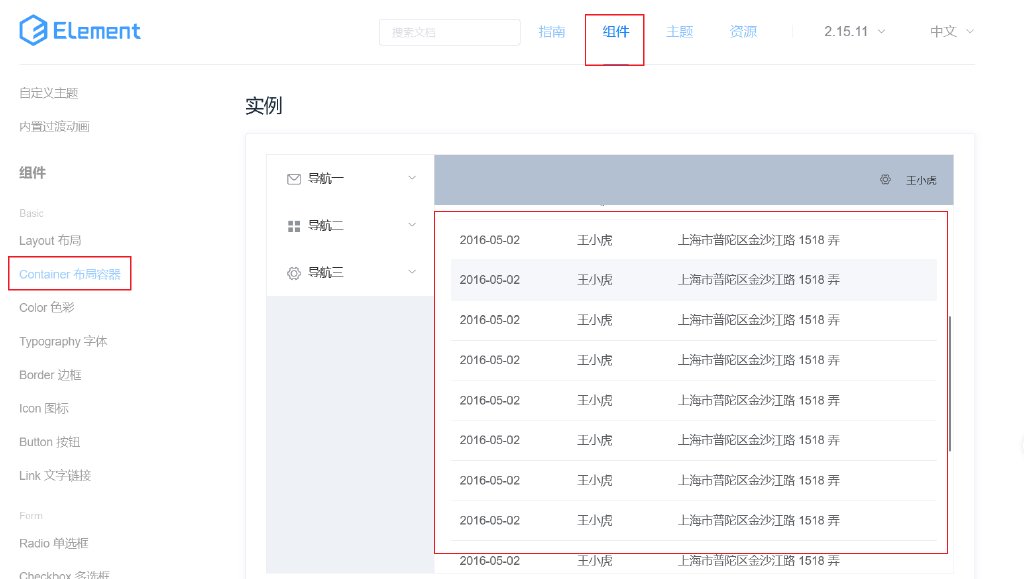 Element
搜索文档
指南
组件
主题
资源
2.15.11
中文
自定义主题
内置过渡动画
组件
Basic
Layout 布局
Container 布局容器
Color 色彩
Typography 字体
Border 边框
Icon 图标
Button 按钮
Link 文字链接
Form
Radio 单选框
Checkbox 多选框
实例
导航一
导航二
导航三
王小虎
2016-05-02 王小虎 上海市普陀区金沙江路 1518 弄
2016-05-02 王小虎 上海市普陀区金沙江路 1518 弄
2016-05-02 王小虎 上海市普陀区金沙江路 1518 弄
2016-05-02 王小虎 上海市普陀区金沙江路 1518 弄
2016-05-02 王小虎 上海市普陀区金沙江路 1518 弄
2016-05-02 王小虎 上海市普陀区金沙江路 1518 弄
2016-05-02 王小虎 上海市普陀区金沙江路 1518 弄
2016-05-02 王小虎 上海市普陀区金沙江路 1518 弄
2016-05-02 王小虎 上海市普陀区金沙江路 1518 弄